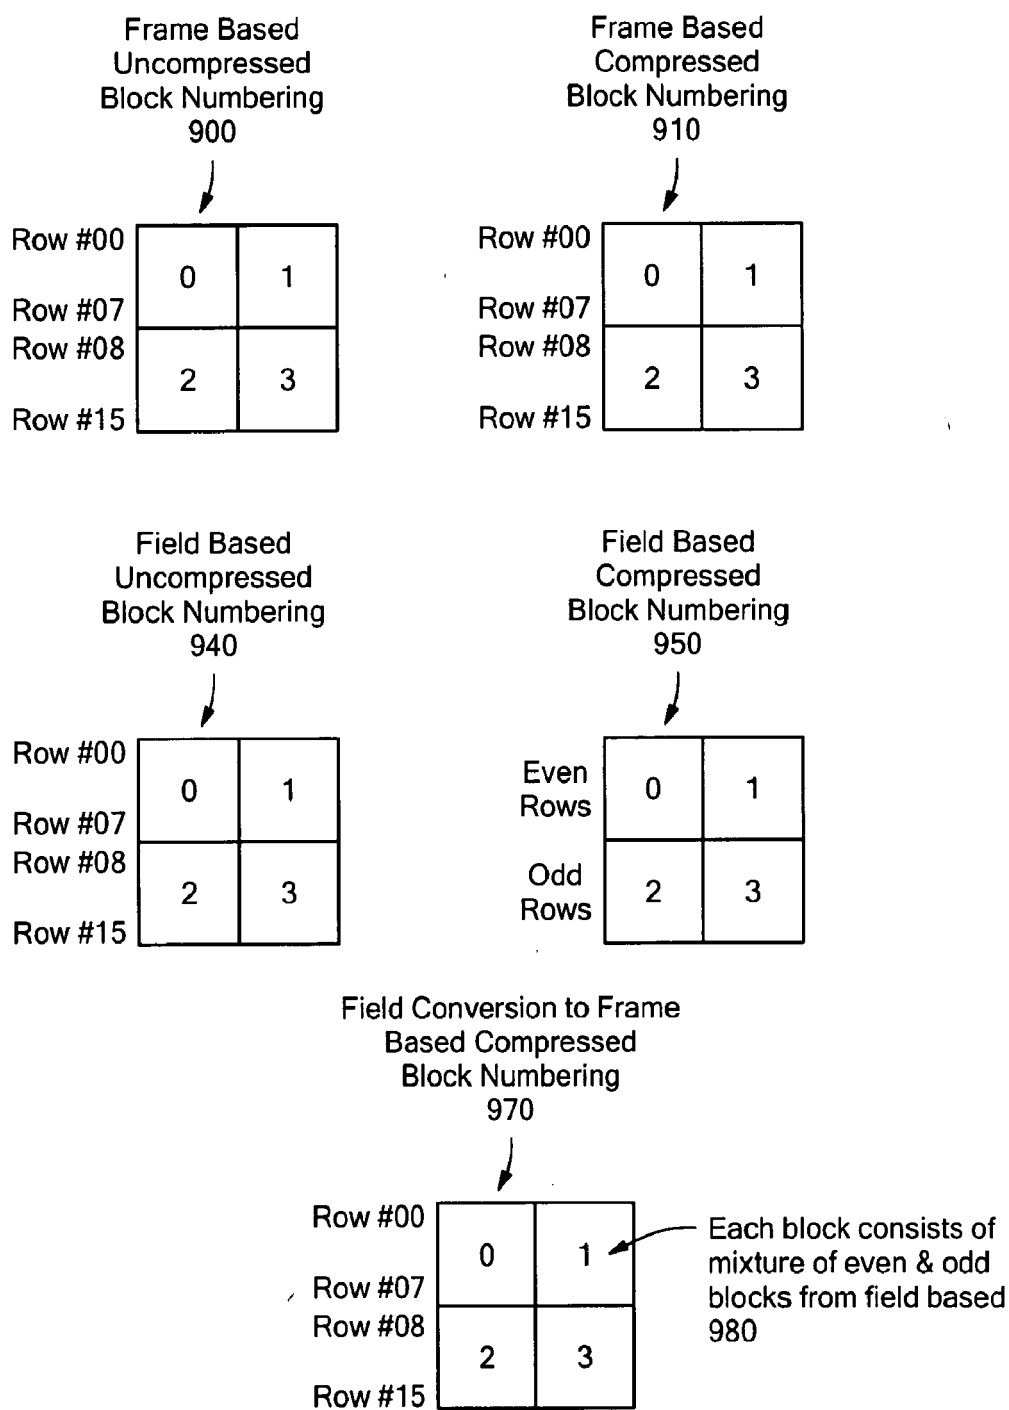 Frame Based
Uncompressed
Block Numbering
900
Row #00
0
1
Row #07
Row #08
2
3
Row #15
Frame Based
Compressed
Block Numbering
910
Row #00
0
1
Row #07
Row #08
2
3
Row #15
Field Based
Uncompressed
Block Numbering
940
Row #00
0
1
Row #07
Row #08
2
3
Row #15
Field Based
Compressed
Block Numbering
950
Even
Rows
0
1
Odd
Rows
2
3
Field Conversion to Frame
Based Compressed
Block Numbering
970
Row #00
0
1
Row #07
Row #08
2
3
Row #15
Each block consists of
mixture of even & odd
blocks from field based
980